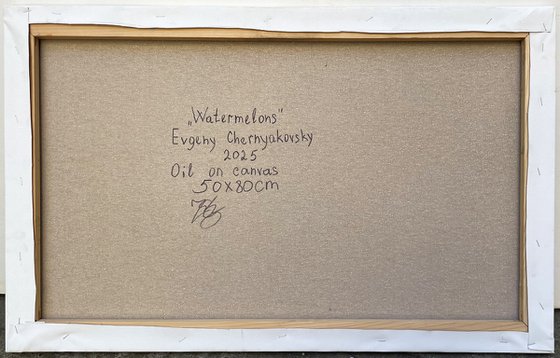 „Watermelons"
Evgeny Chernyakovsky
2025
Oil on canvas
50x80cm